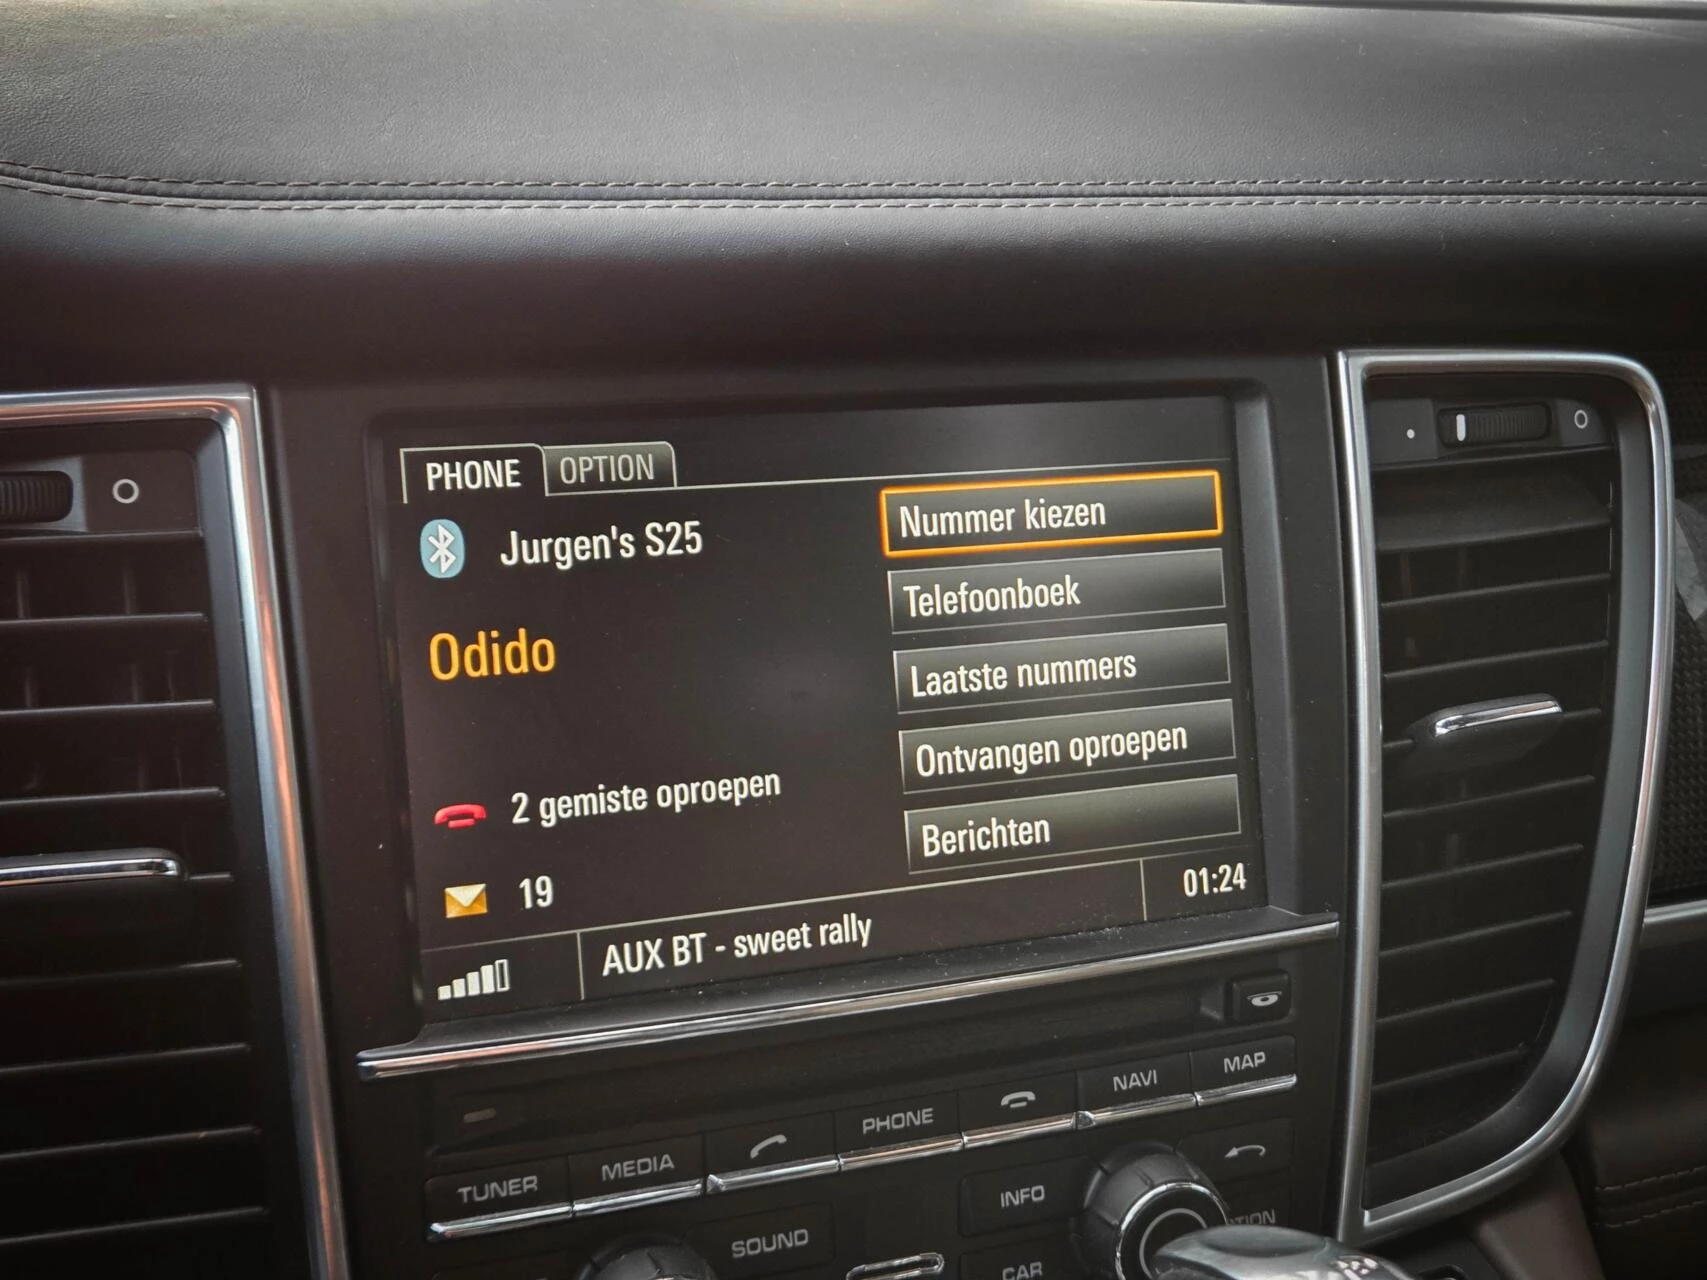 PHONE OPTION
Jurgen's S25
Odido
2 gemiste oproepen
19
Nummer kiezen
Telefoonboek
Laatste nummers
Ontvangen oproepen
Berichten
AUX BT - sweet rally
01:24
TUNER MEDIA PHONE NAVI MAP
SOUND INFO
CAR